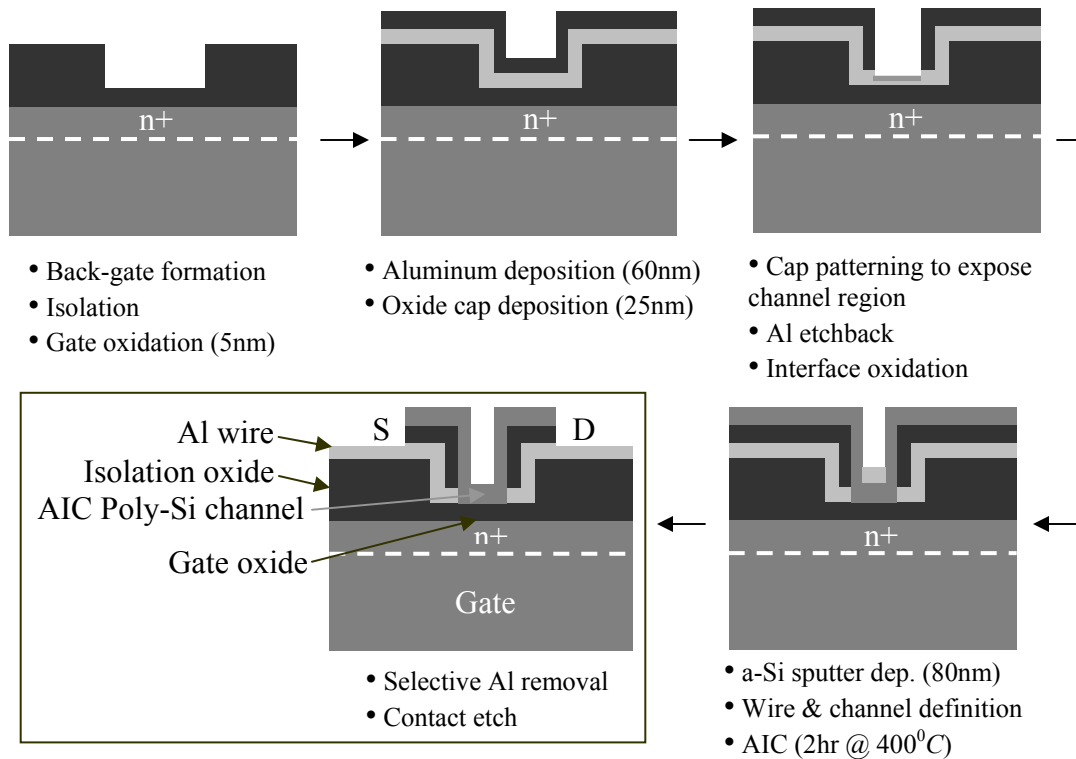 n+
n+
n+
• Back-gate formation
• Isolation
• Gate oxidation (5nm)
• Aluminum deposition (60nm)
• Oxide cap deposition (25nm)
• Cap patterning to expose
channel region
• Al etchback
• Interface oxidation
n+
• a-Si sputter dep. (80nm)
• Wire & channel definition
• AIC (2hr @ 400⁰C)
S D
Al wire
Isolation oxide
AIC Poly-Si channel
n+
Gate oxide
Gate
• Selective Al removal
• Contact etch